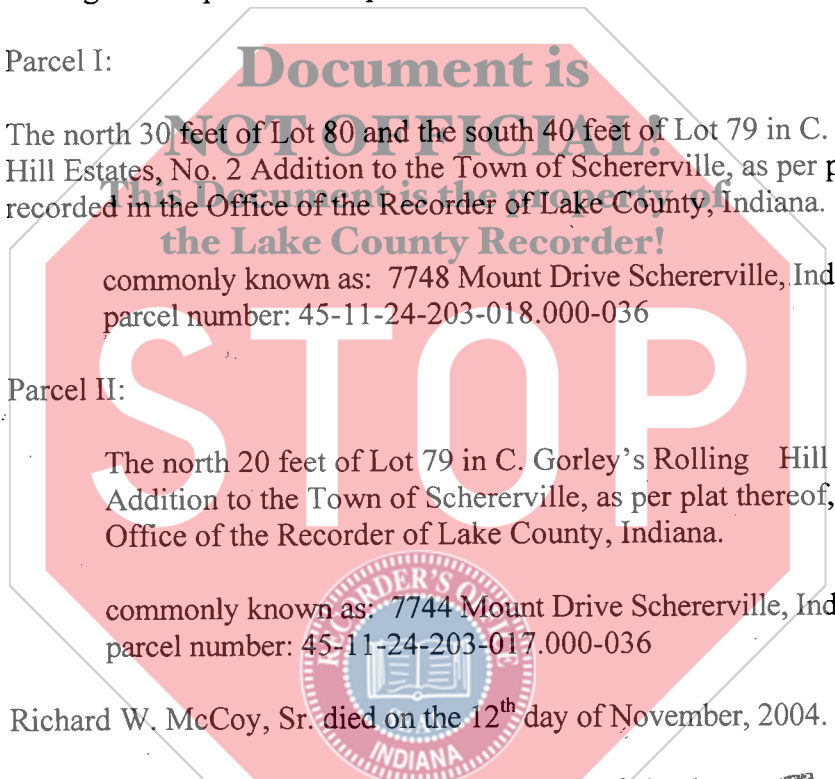 Parcel I:
Document is
NOT OFFICIAL!
The north 30 feet of Lot 80 and the south 40 feet of Lot 79 in C.
Hill Estates, No. 2 Addition to the Town of Schererville, as per p
This Document is the property of
recorded in the Office of the Recorder of Lake County, Indiana.
the Lake County Recorder!
commonly known as: 7748 Mount Drive Schererville, Ind
parcel number: 45-11-24-203-018.000-036
STOP
Parcel II:
The north 20 feet of Lot 79 in C. Gorley's Rolling Hill
Addition to the Town of Schererville, as per plat thereof,
Office of the Recorder of Lake County, Indiana.
commonly known as: 7744 Mount Drive Schererville, Ind
parcel number: 45-11-24-203-017.000-036
RECORDER'S
INDIANA
Richard W. McCoy, Sr. died on the 12th day of November, 2004.